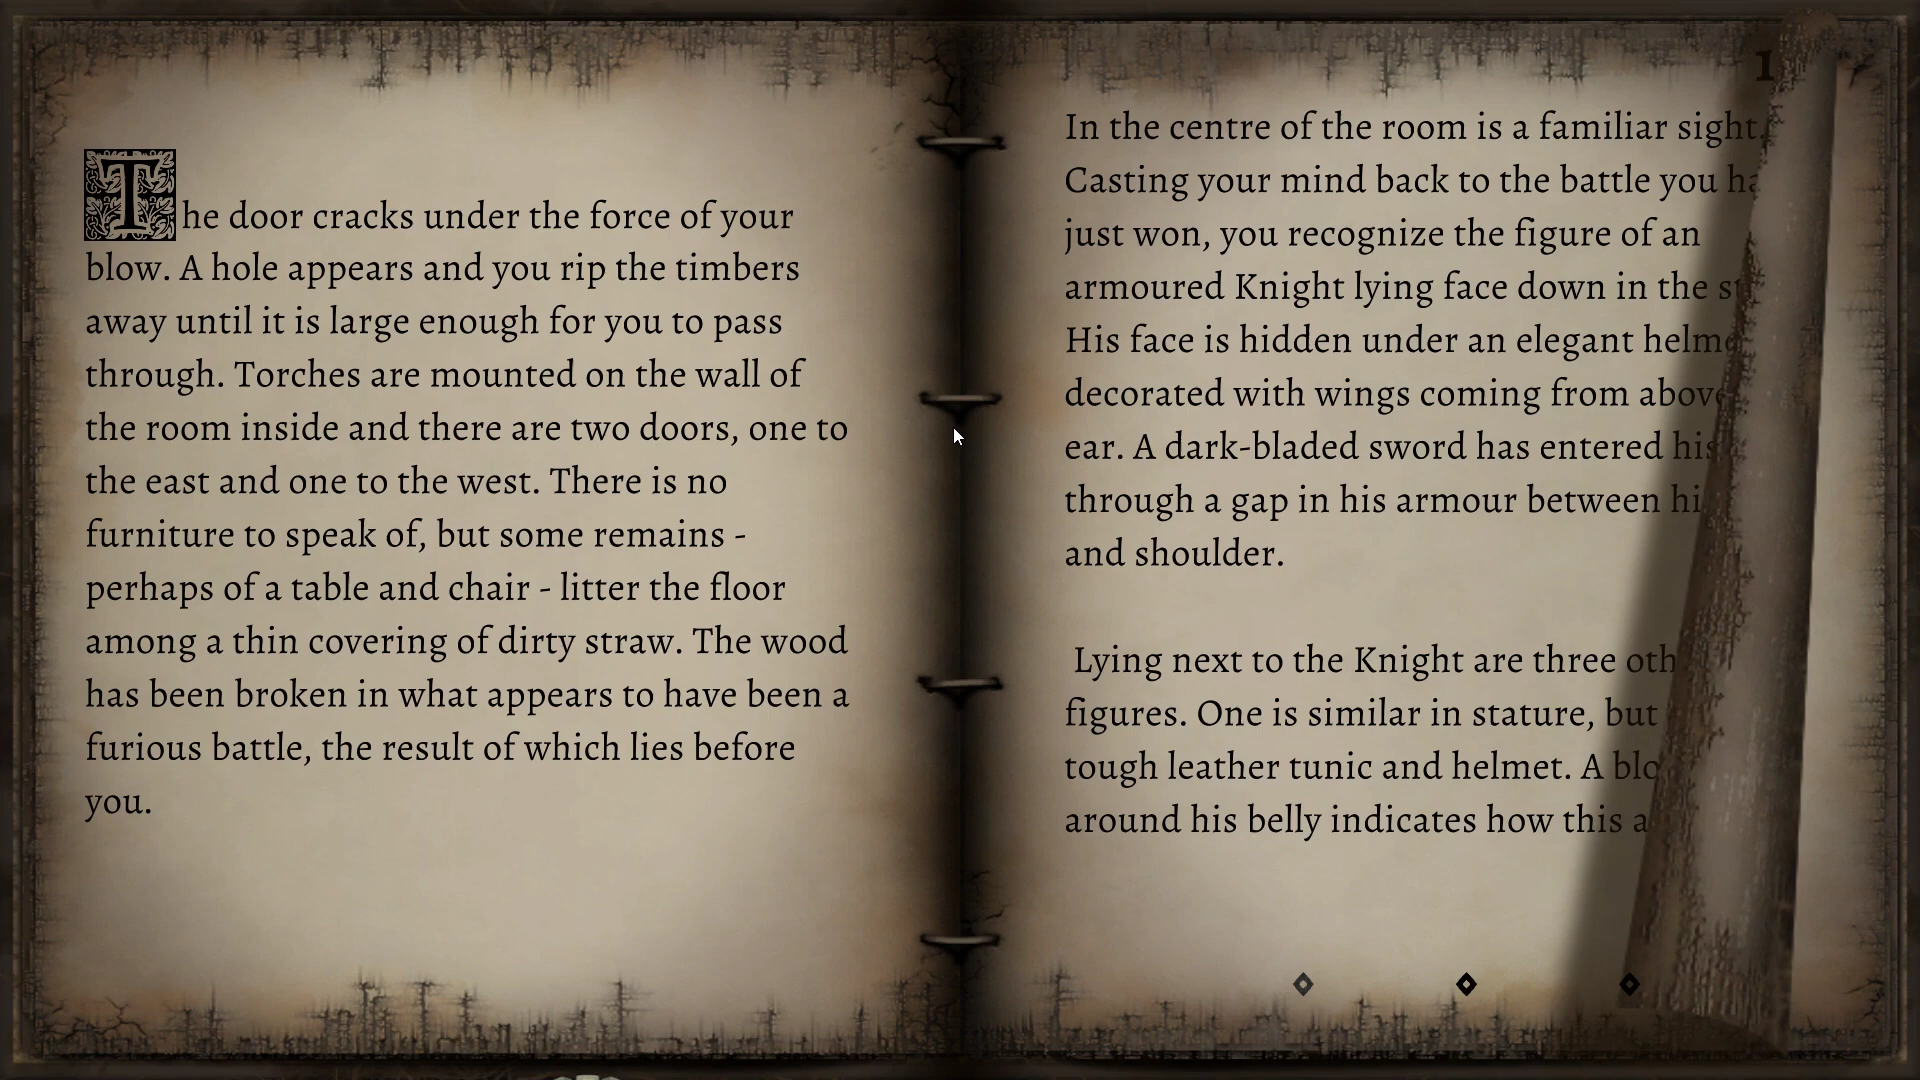 The door cracks under the force of your
blow. A hole appears and you rip the timbers
away until it is large enough for you to pass
through. Torches are mounted on the wall of
the room inside and there are two doors, one to
the east and one to the west. There is no
furniture to speak of, but some remains -
perhaps of a table and chair - litter the floor
among a thin covering of dirty straw. The wood
has been broken in what appears to have been a
furious battle, the result of which lies before
you.
1
In the centre of the room is a familiar sight.
Casting your mind back to the battle you
just won, you recognize the figure of an
armoured Knight lying face down in the
His face is hidden under an elegant
decorated with wings coming from above
ear. A dark-bladed sword has entered his
through a gap in his armour between
and shoulder.
Lying next to the Knight are three
figures. One is similar in stature, but
tough leather tunic and helmet. A
around his belly indicates how this